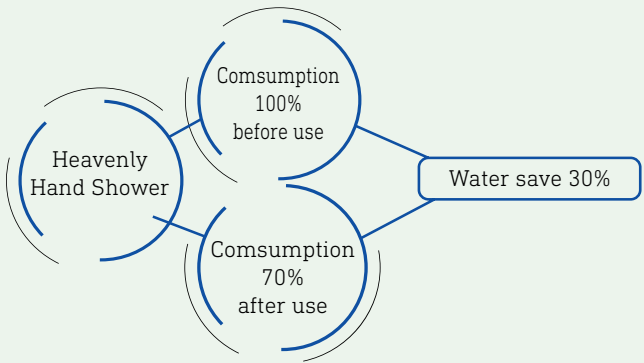 Heavenly
Hand Shower
Comsumption
100%
before use
Comsumption
70%
after use
Water save 30%